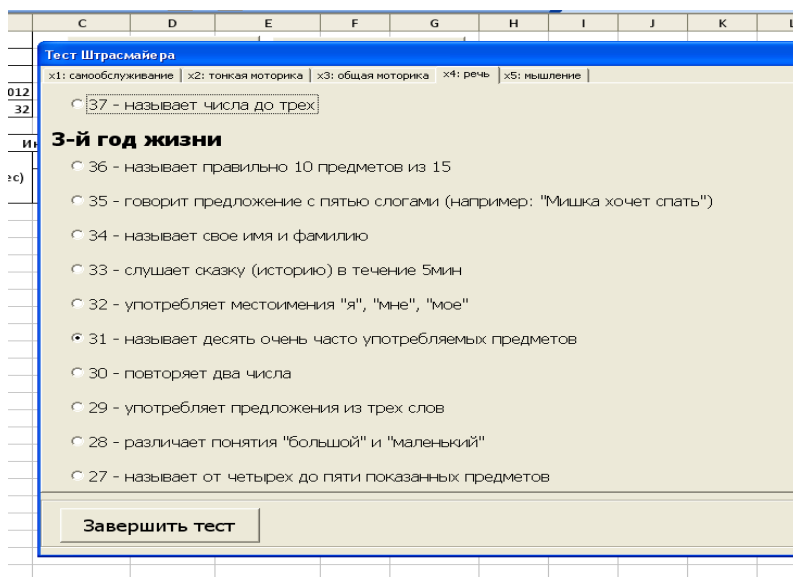 C D E F G H I J K L
Тест Штрасмайера
x1: самообслуживание x2: тонкая моторика x3: общая моторика x4: речь x5: мышление
012
37 - называет числа до трех
32
3-й год жизни
36 - называет правильно 10 предметов из 15
ес)
35 - говорит предложение с пятью слогами (например: "Мишка хочет спать")
34 - называет свое имя и фамилию
33 - слушает сказку (историю) в течение 5мин
32 - употребляет местоимения "я", "мне", "мое"
31 - называет десять очень часто употребляемых предметов
30 - повторяет два числа
29 - употребляет предложения из трех слов
28 - различает понятия "большой" и "маленький"
27 - называет от четырех до пяти показанных предметов
Завершить тест